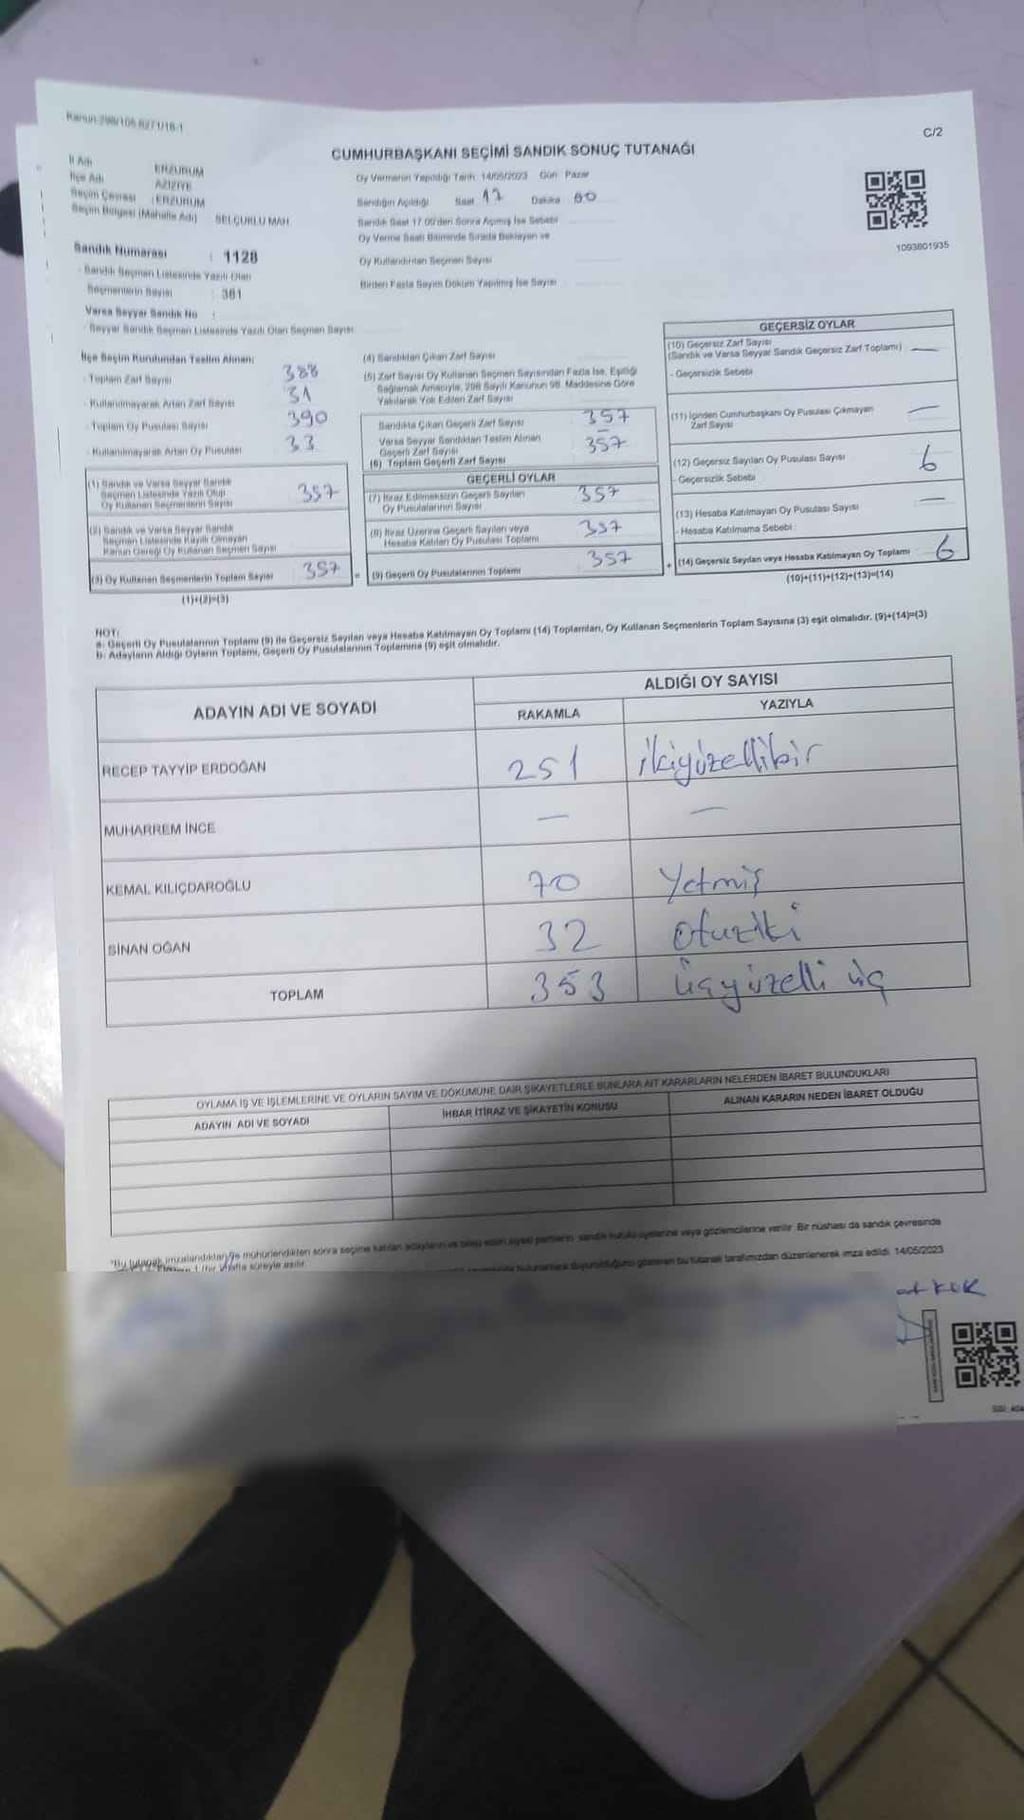 Kanun:298/105-6271/18-1
C/2
CUMHURBAŞKANI SEÇİMİ SANDIK SONUÇ TUTANAĞI
İl Adı ERZURUM
İlçe Adı AZİZİYE
Seçim Çevresi : ERZURUM
Seçim Bölgesi (Mahalle Adı) SELÇUKLU MAH.
Oy Vermenin Yapıldığı Tarih: 14/05/2023 Gün Pazar
Sandığın Açıldığı Saat 17 Dakika 00
Sandık Saat 17.00'den Sonra Açılmış İse Sebebi
Oy Verme Saati Bitiminde Sırada Bekleyen ve
Oy Kullandırılan Seçmen Sayısı
Birden Fazla Sayım Döküm Yapılmış İse Sayısı
1093801935
Sandık Numarası : 1128
- Sandık Seçmen Listesinde Yazılı Olan
Seçmenlerin Sayısı : 381
Varsa Seyyar Sandık No :
- Seyyar Sandık Seçmen Listesinde Yazılı Olan Seçmen Sayısı
İlçe Seçim Kurulundan Teslim Alınan;
- Toplam Zarf Sayısı 388
- Kullanılmayarak Artan Zarf Sayısı 31
- Toplam Oy Pusulası Sayısı 390
- Kullanılmayarak Artan Oy Pusulası 33
(1) Sandık ve Varsa Seyyar Sandık
Seçmen Listesinde Yazılı Olup
Oy Kullanan Seçmenlerin Sayısı 357
(2) Sandık ve Varsa Seyyar Sandık
Seçmen Listesinde Kayıtlı Olmayan
Kanun Gereği Oy Kullanan Seçmen Sayısı
(3) Oy Kullanan Seçmenlerin Toplam Sayısı 357
(1)+(2)=(3)
(4) Sandıktan Çıkan Zarf Sayısı
(5) Zarf Sayısı Oy Kullanan Seçmen Sayısından Fazla İse, Eşitliği
Sağlamak Amacıyla, 298 Sayılı Kanunun 98. Maddesine Göre
Yakılarak Yok Edilen Zarf Sayısı
Sandıkta Çıkan Geçerli Zarf Sayısı 357
Varsa Seyyar Sandıktan Teslim Alınan
Geçerli Zarf Sayısı –
(6) Toplam Geçerli Zarf Sayısı 357
GEÇERLİ OYLAR
(7) İtiraz Edilmeksizin Geçerli Sayılan
Oy Pusulalarının Sayısı 357
(8) İtiraz Üzerine Geçerli Sayılan veya
Hesaba Katılan Oy Pusulası Toplamı 357
= (9) Geçerli Oy Pusulalarının Toplamı 357
GEÇERSİZ OYLAR
(10) Geçersiz Zarf Sayısı
(Sandık ve Varsa Seyyar Sandık Geçersiz Zarf Toplamı) —
- Geçersizlik Sebebi
(11) İçinden Cumhurbaşkanı Oy Pusulası Çıkmayan
Zarf Sayısı —
(12) Geçersiz Sayılan Oy Pusulası Sayısı 6
- Geçersizlik Sebebi
(13) Hesaba Katılmayan Oy Pusulası Sayısı —
- Hesaba Katılmama Sebebi :
+ (14) Geçersiz Sayılan veya Hesaba Katılmayan Oy Toplamı 6
(10)+(11)+(12)+(13)=(14)
NOT:
a- Geçerli Oy Pusulalarının Toplamı (9) ile Geçersiz Sayılan veya Hesaba Katılmayan Oy Toplamı (14) Toplamları, Oy Kullanan Seçmenlerin Toplam Sayısına (3) eşit olmalıdır. (9)+(14)=(3)
b- Adayların Aldığı Oyların Toplamı, Geçerli Oy Pusulalarının Toplamına (9) eşit olmalıdır.
ADAYIN ADI VE SOYADI
ALDIĞI OY SAYISI
RAKAMLA YAZIYLA
RECEP TAYYİP ERDOĞAN 251 ikiyüzellibir
MUHARREM İNCE — —
KEMAL KILIÇDAROĞLU 70 Yetmiş
SİNAN OĞAN 32 otuziki
TOPLAM 353 üçyüzelli üç
OYLAMA İŞ VE İŞLEMLERİNE VE OYLARIN SAYIM VE DÖKÜMÜNE DAİR ŞİKAYETLERLE BUNLARA AİT KARARLARIN NELERDEN İBARET BULUNDUKLARI
ADAYIN ADI VE SOYADI İHBAR İTİRAZ VE ŞİKAYETİN KONUSU ALINAN KARARIN NEDEN İBARET OLDUĞU
*Bu tutanak imzalandıktan ve mühürlendikten sonra seçime katılan adayların ve siyasi partilerin sandık kurulu üyelerine veya gözlemcilerine verilir. Bir nüshası da sandık çevresinde
1 (bir) hafta süreyle asılır.
bu tutanak tarafımızdan düzenlenerek imza edildi. 14/05/2023